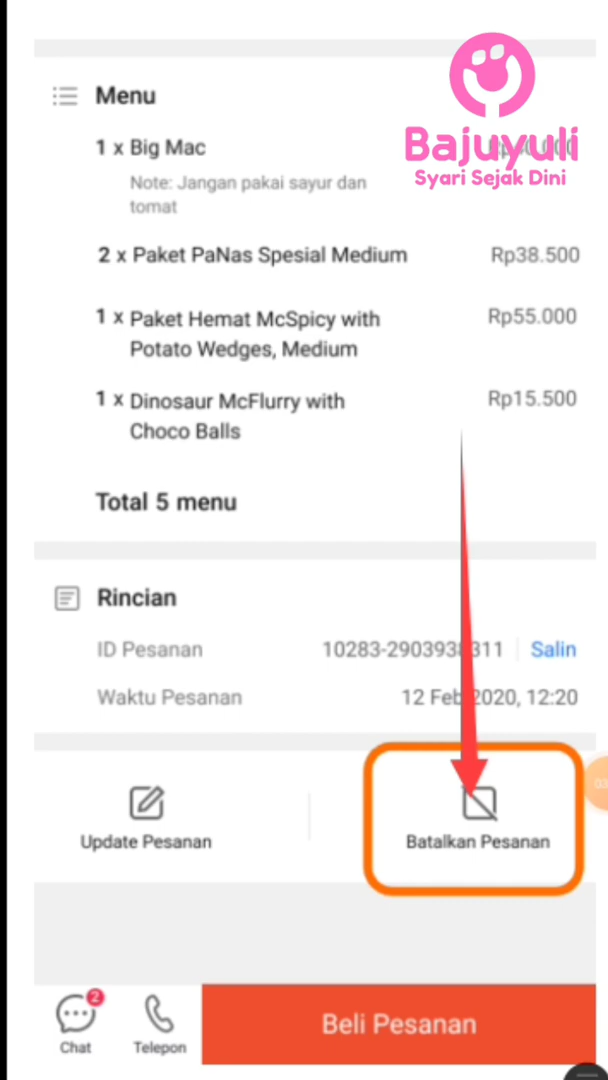 Bajuyuli
Syari Sejak Dini
Menu
1 x Big Mac
Note: Jangan pakai sayur dan
tomat
2 x Paket PaNas Spesial Medium Rp38.500
1 x Paket Hemat McSpicy with Rp55.000
Potato Wedges, Medium
1 x Dinosaur McFlurry with Rp15.500
Choco Balls
Total 5 menu
Rincian
ID Pesanan Salin
Waktu Pesanan 12 Feb 2020, 12:20
Update Pesanan Batalkan Pesanan
2
Chat Telepon Beli Pesanan